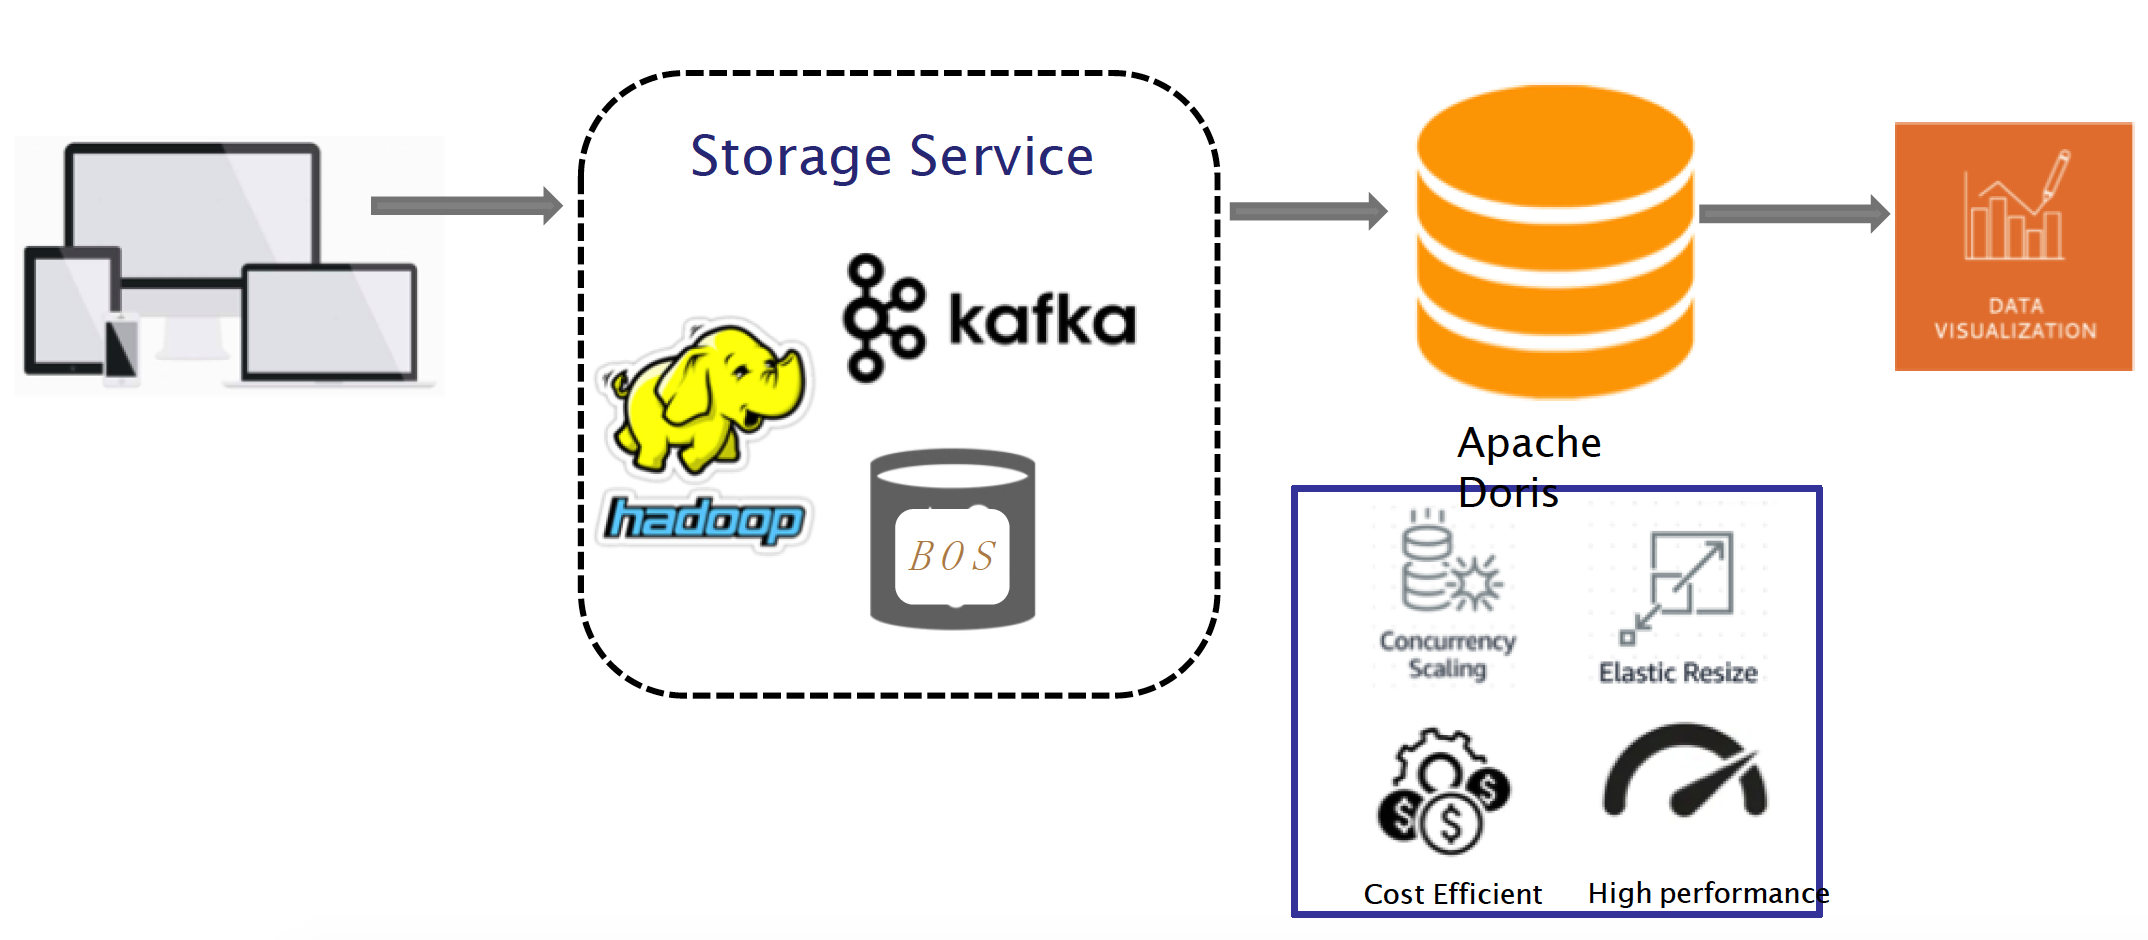 Storage Service
kafka
hadoop
BOS
Apache
Doris
DATA
VISUALIZATION
Concurrency
Scaling
Elastic Resize
Cost Efficient
High performance